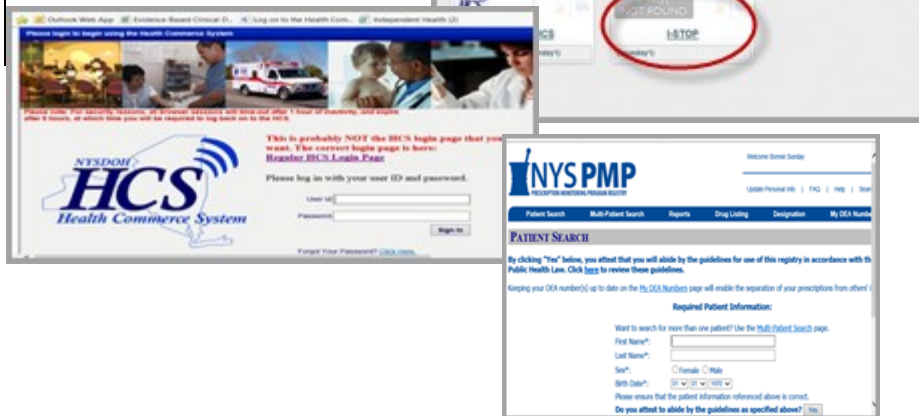 Outlook Web App Evidence-Based Clinical D... Log on to the Health Com... Independent Health (2)
Please login to begin using the Health Commerce System
Please note: For security reasons, all browser sessions will time out after 1 hour of inactivity, and expire
after 8 hours, at which time you will be required to log back on to the HCS.
This is probably NOT the HCS login page that you
want. The correct login page is here:
Regular HCS Login Page
Please log in with your user ID and password.
User Id
Password
Sign In
Forgot Your Password? Click Here.
NYSDOH
HCS
Health Commerce System
NOT FOUND
I-STOP
NYS PMP
PRESCRIPTION MONITORING PROGRAM REGISTRY
Welcome Bonnie Sunday
Update Personal Info | FAQ | Help | Sear
Patient Search Multi-Patient Search Reports Drug Listing Designation My DEA Numbe
PATIENT SEARCH
By clicking "Yes" below, you attest that you will abide by the guidelines for use of this registry in accordance with th
Public Health Law. Click here to review these guidelines.
Keeping your DEA number(s) up to date on the My DEA Numbers page will enable the separation of your prescriptions from others'
Required Patient Information:
Want to search for more than one patient? Use the Multi-Patient Search page.
First Name*:
Last Name*:
Sex*: Female Male
Birth Date*: 01 01 1970
Please ensure that the patient information referenced above is correct.
Do you attest to abide by the guidelines as specified above? Yes